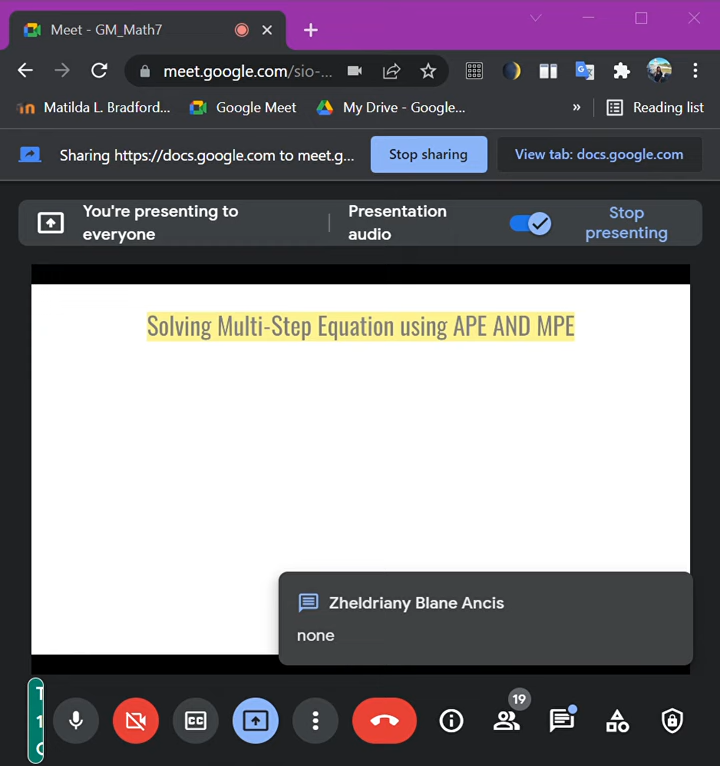 Meet - GM_Math7
meet.google.com/sio-...
Matilda L. Bradford...
Google Meet
My Drive - Google...
»
Reading list
Sharing https://docs.google.com to meet.g...
Stop sharing
View tab: docs.google.com
You're presenting to
everyone
Presentation
audio
Stop
presenting
Solving Multi-Step Equation using APE AND MPE
Zheldriany Blane Ancis
none
19
CC